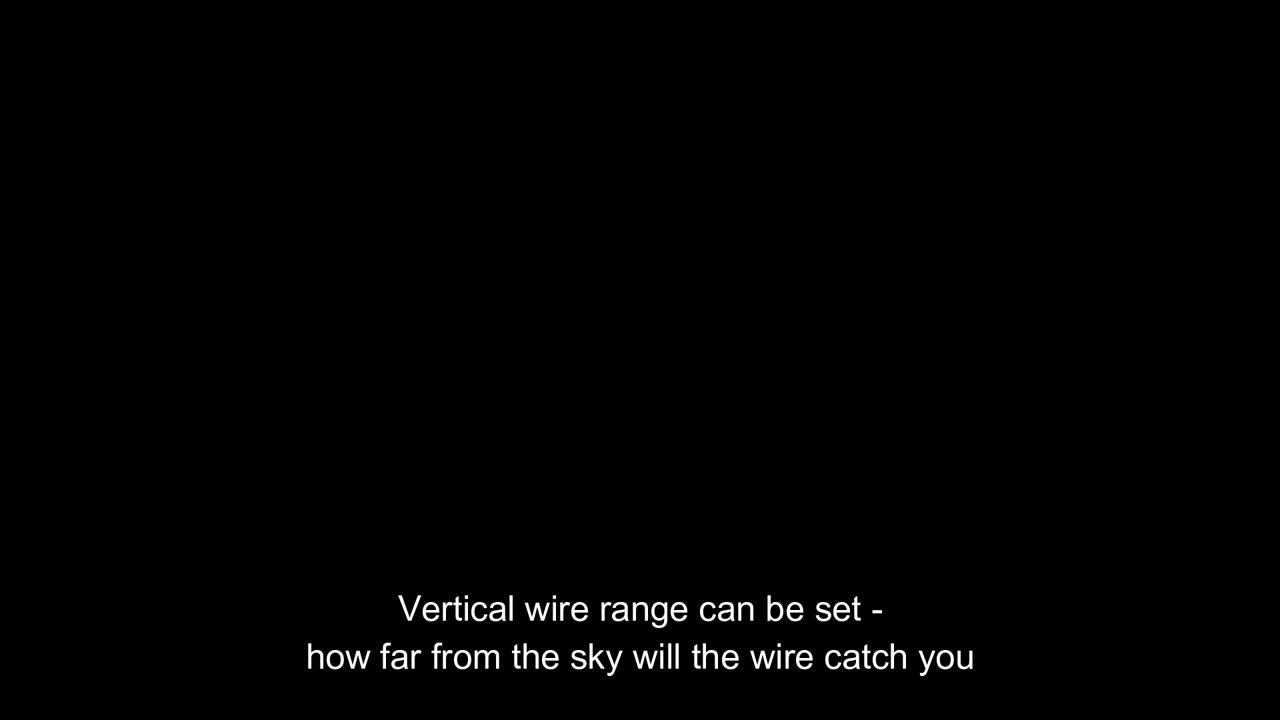 Vertical wire range can be set -
how far from the sky will the wire catch you